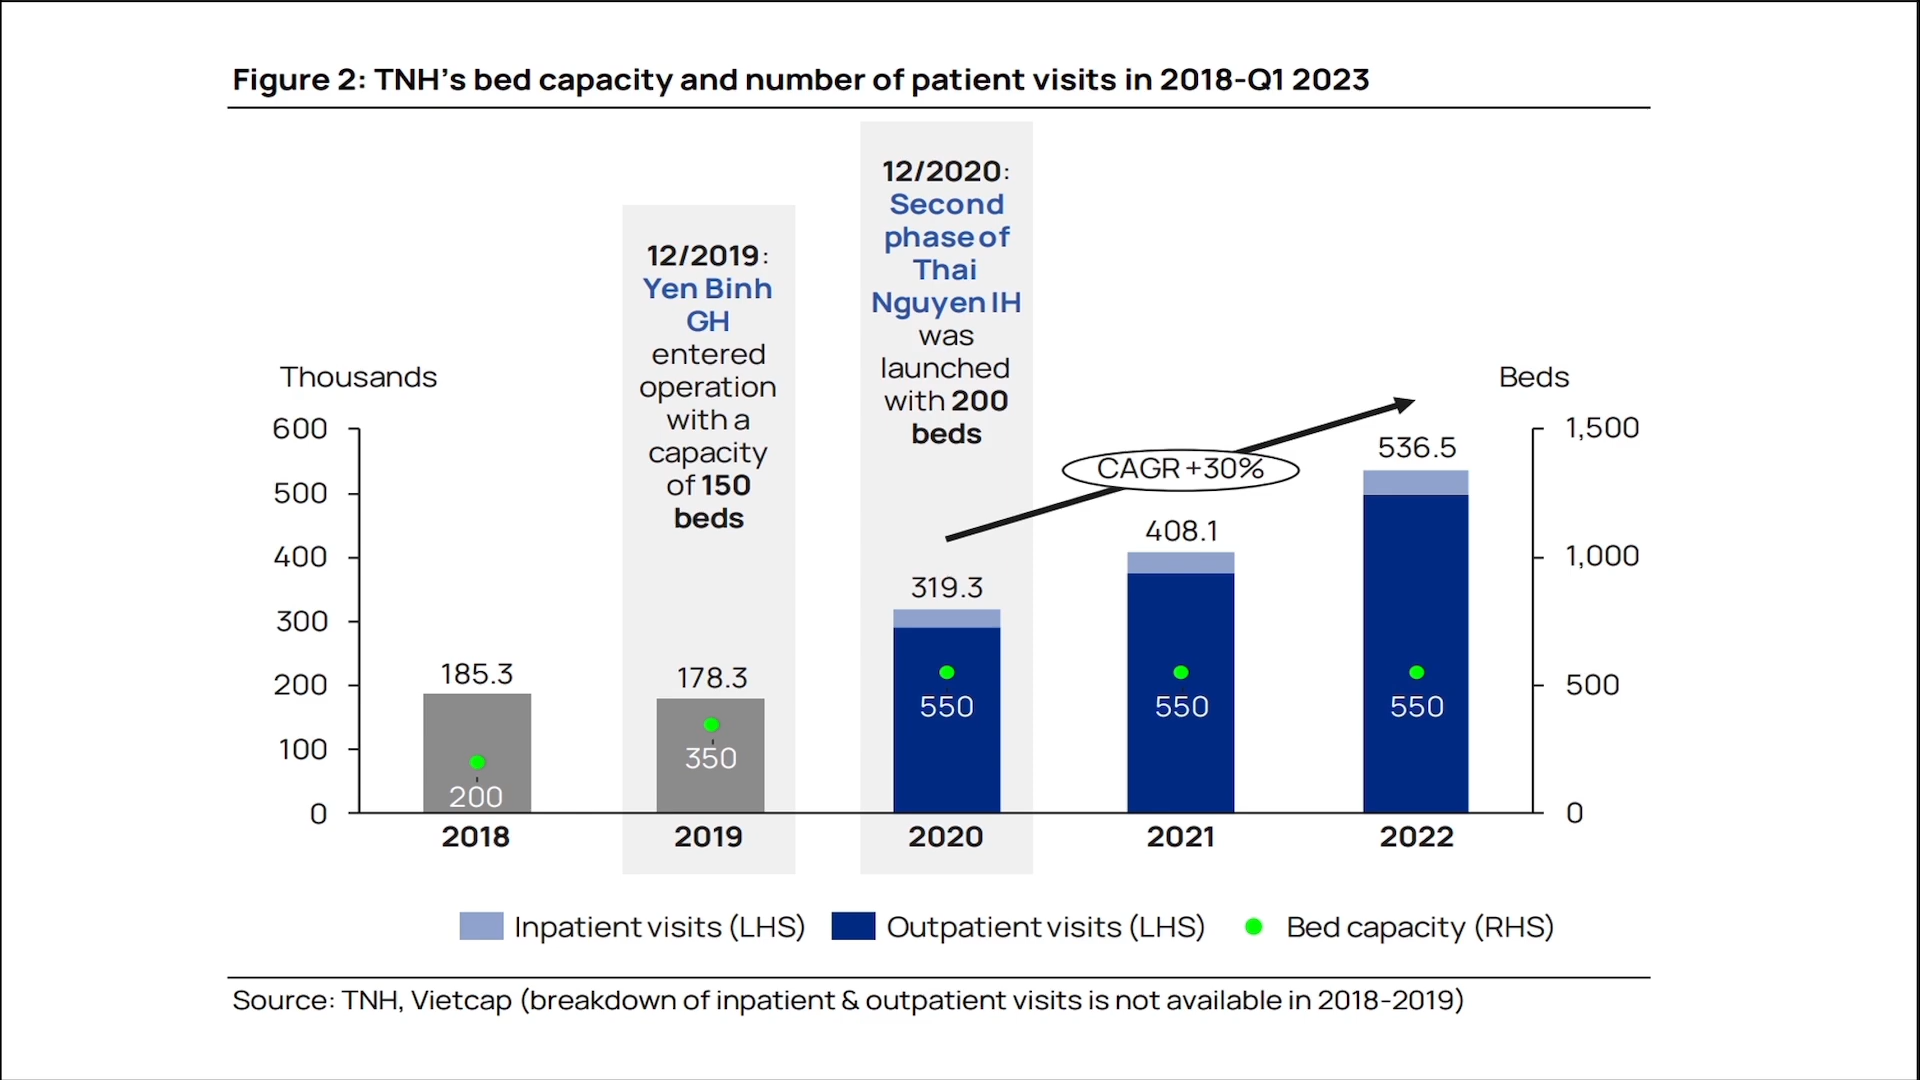 Figure 2: TNH's bed capacity and number of patient visits in 2018-Q1 2023
12/2019:
Yen Binh
GH
entered
operation
with a
capacity
of 150
beds
12/2020:
Second
phase of
Thai
Nguyen IH
was
launched
with 200
beds
Thousands
Beds
600
500
400
300
200
100
0
1,500
1,000
500
0
CAGR +30%
185.3
178.3
319.3
408.1
536.5
200
350
550
550
550
2018
2019
2020
2021
2022
Inpatient visits (LHS)
Outpatient visits (LHS)
Bed capacity (RHS)
Source: TNH, Vietcap (breakdown of inpatient & outpatient visits is not available in 2018-2019)